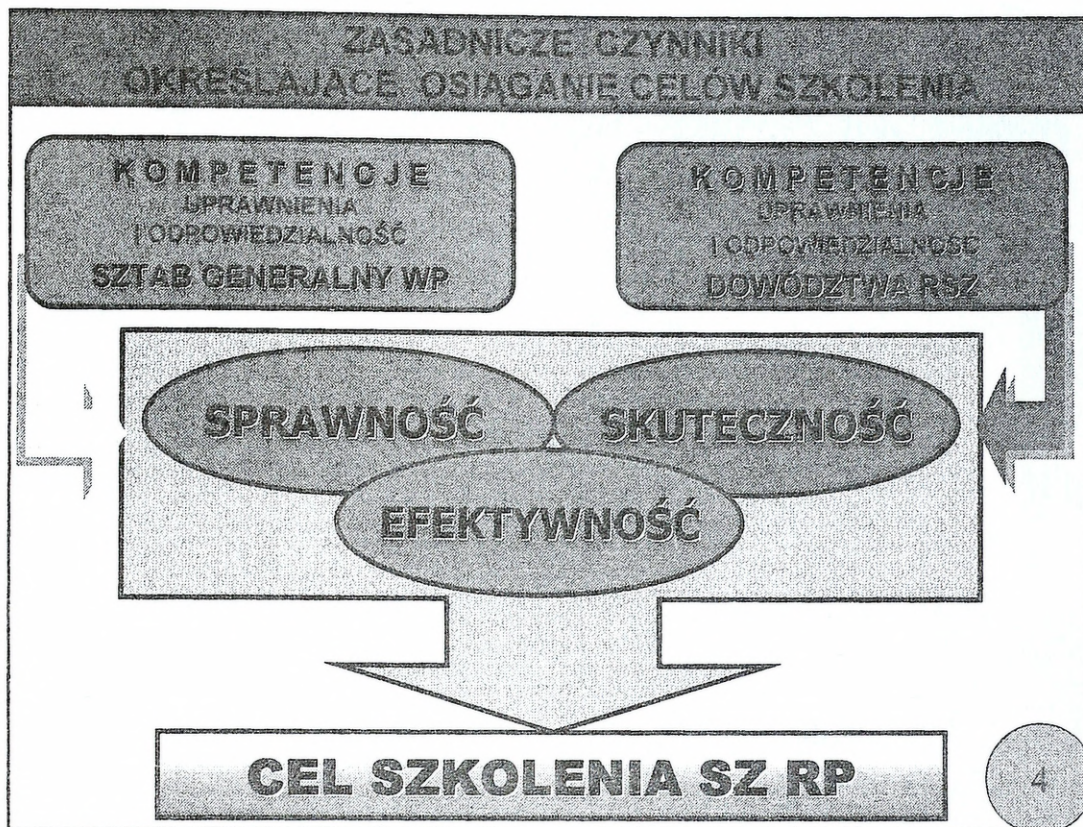 ZASADNICZE CZYNNIKI
OKREŚLAJĄCE OSIĄGANIE CELÓW SZKOLENIA
KOMPETENCJE
UPRAWNIENIA
I ODPOWIEDZIALNOŚĆ
SZTAB GENERALNY WP
KOMPETENCJE
UPRAWNIENIA
I ODPOWIEDZIALNOŚĆ
DOWÓDZTWA RSZ
SPRAWNOŚĆ
SKUTECZNOŚĆ
EFEKTYWNOŚĆ
CEL SZKOLENIA SZ RP
4